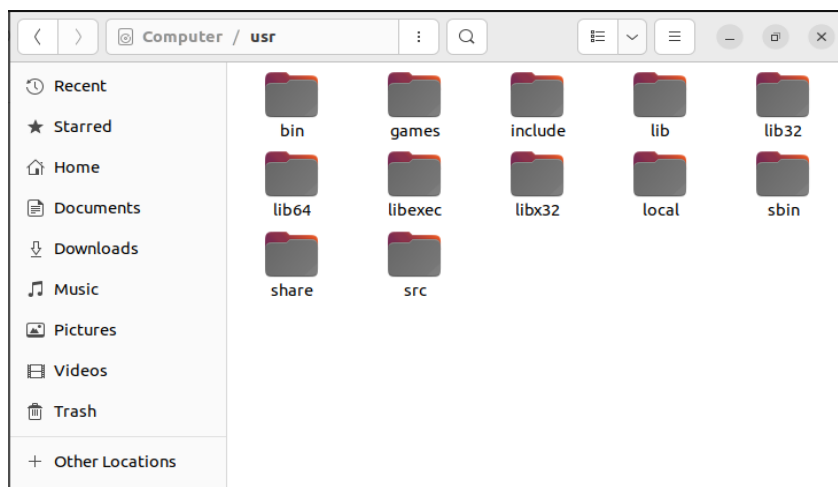 Computer / usr
Recent
Starred
Home
Documents
Downloads
Music
Pictures
Videos
Trash
+ Other Locations
bin games include lib lib32
lib64 libexec libx32 local sbin
share src